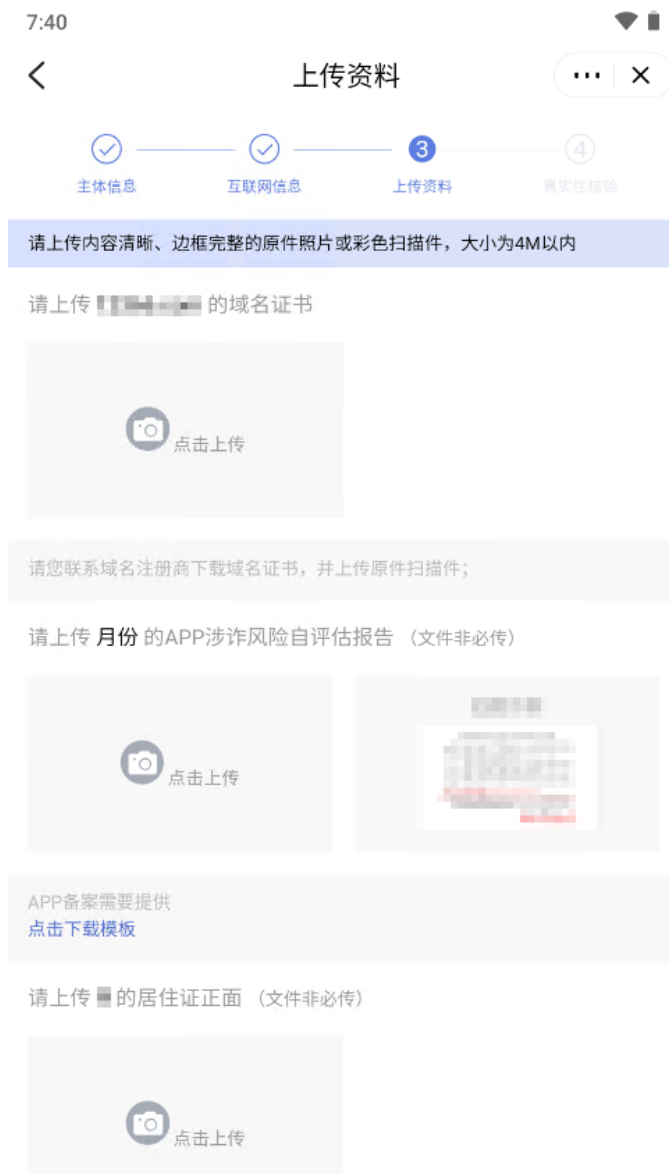 7:40
上传资料
3
4
主体信息
互联网信息
上传资料
真实性核验
请上传内容清晰、边框完整的原件照片或彩色扫描件，大小为4M以内
请上传 的域名证书
点击上传
请您联系域名注册商下载域名证书，并上传原件扫描件；
请上传 月份 的APP涉诈风险自评估报告 （文件非必传）
点击上传
APP备案需要提供
点击下载模板
请上传 的居住证正面 （文件非必传）
点击上传